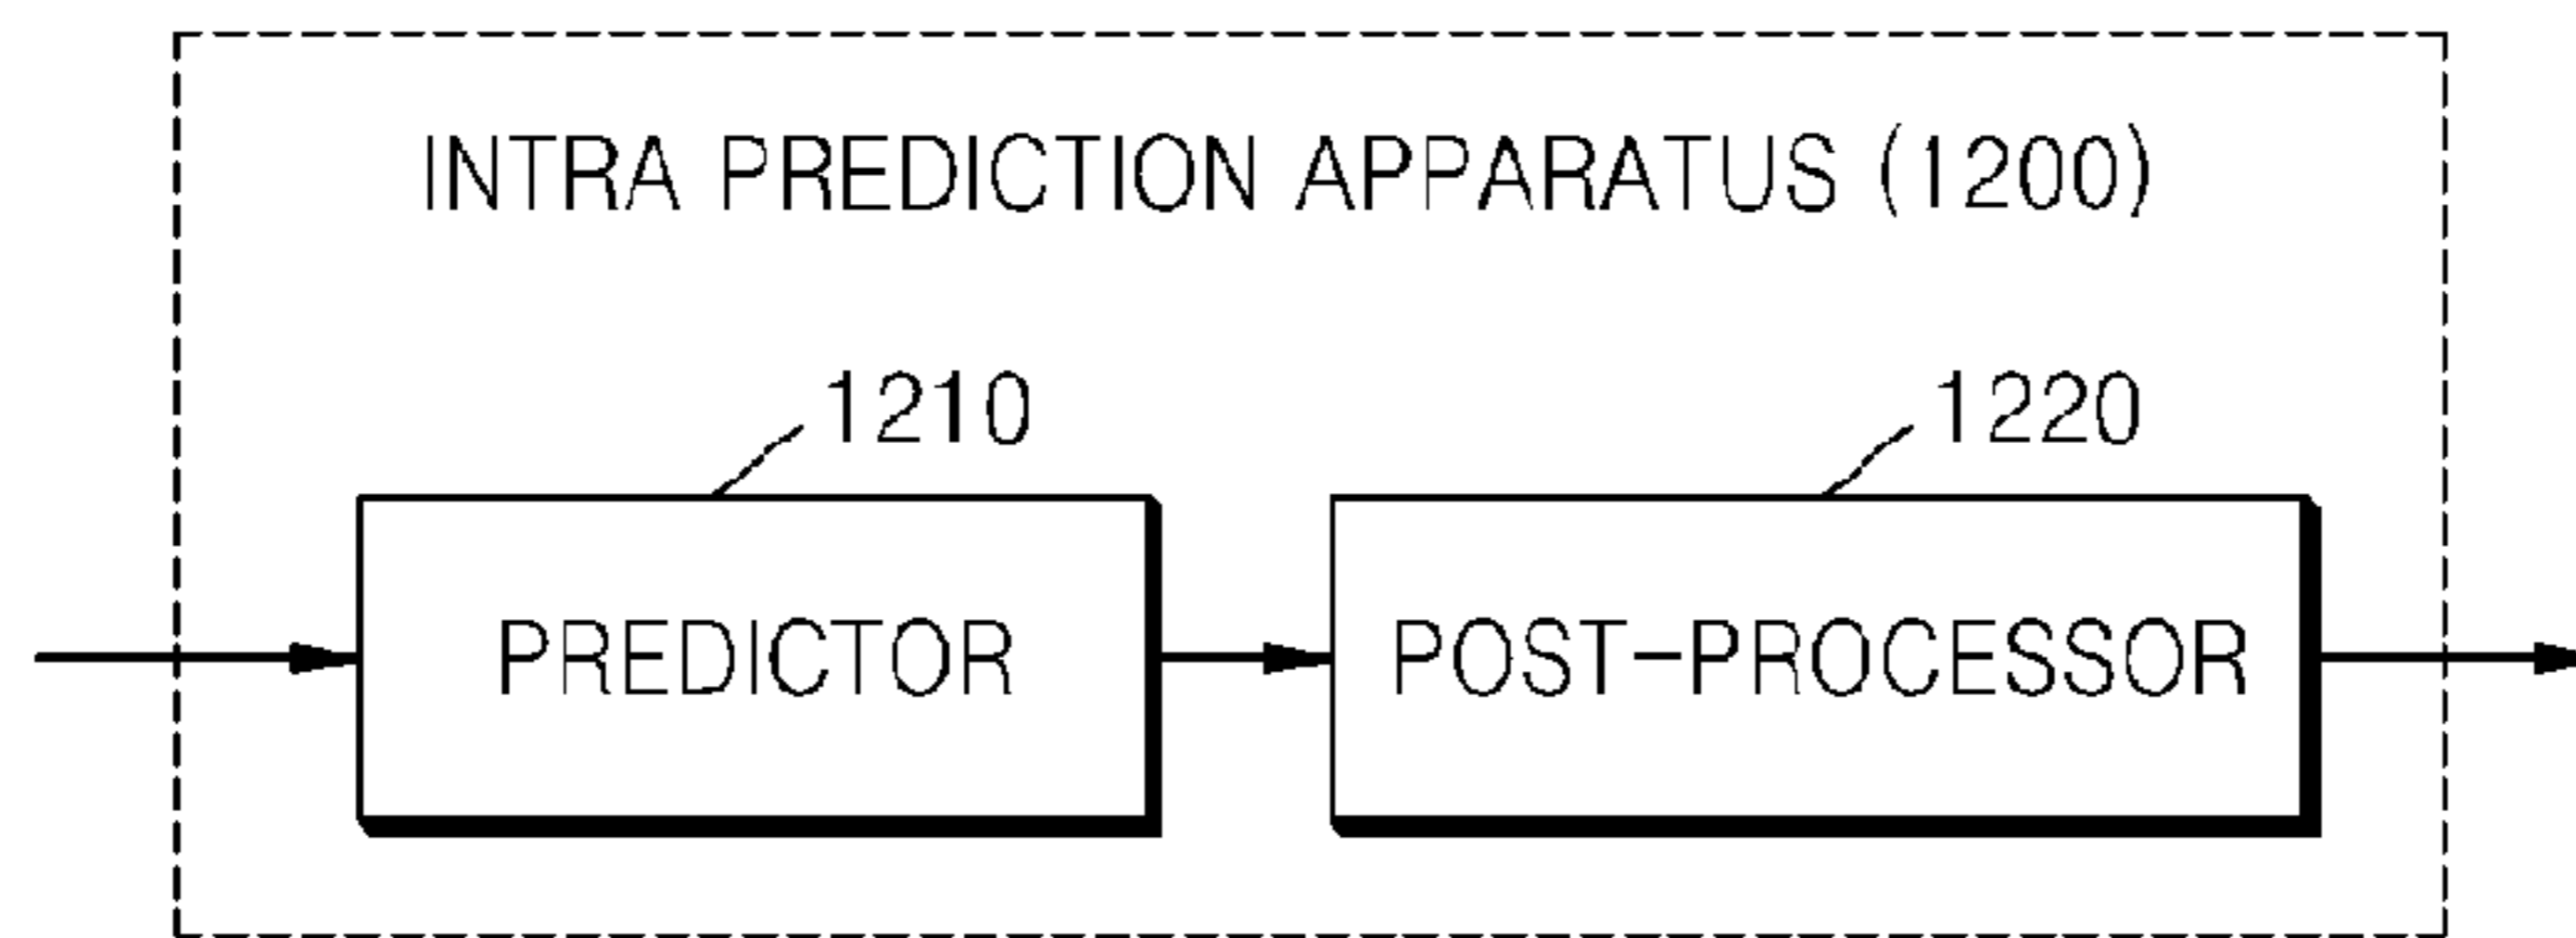 INTRA PREDICTION APPARATUS (1200)
1210
1220
PREDICTOR
POST-PROCESSOR